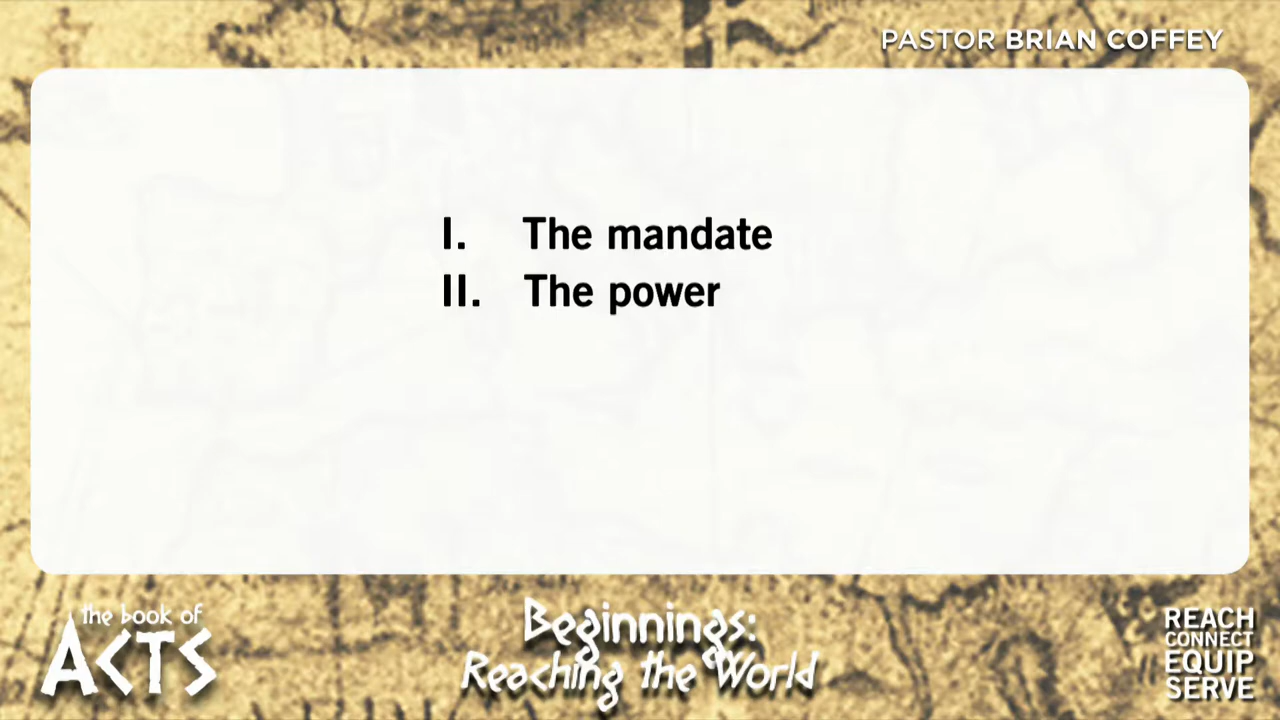 PASTOR BRIAN COFFEY
I. The mandate
II. The power
the book of
ACTS
Beginnings:
Reaching the World
REACH
CONNECT
EQUIP
SERVE